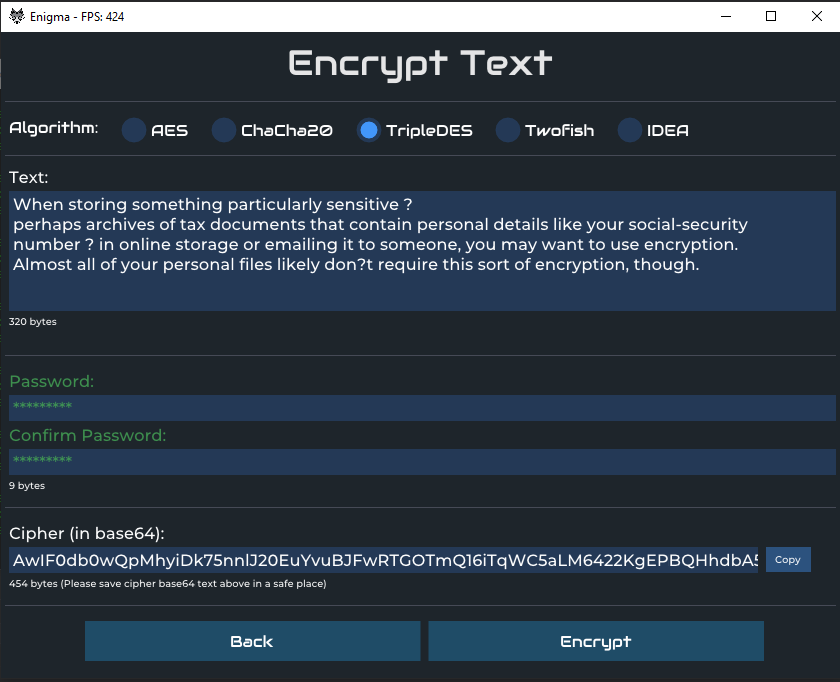 Enigma - FPS: 424
Encrypt Text
Algorithm: AES ChaCha20 TripleDES Twofish IDEA
Text:
When storing something particularly sensitive ?
perhaps archives of tax documents that contain personal details like your social-security
number ? in online storage or emailing it to someone, you may want to use encryption.
Almost all of your personal files likely don?t require this sort of encryption, though.
320 bytes
Password:
*********
Confirm Password:
*********
9 bytes
Cipher (in base64):
AwIF0db0wQpMhyiDk75nnlJ20EuYvuBJFwRTGOTmQ16iTqWC5aLM6422KgEPBQHhdbA5 Copy
454 bytes (Please save cipher base64 text above in a safe place)
Back Encrypt